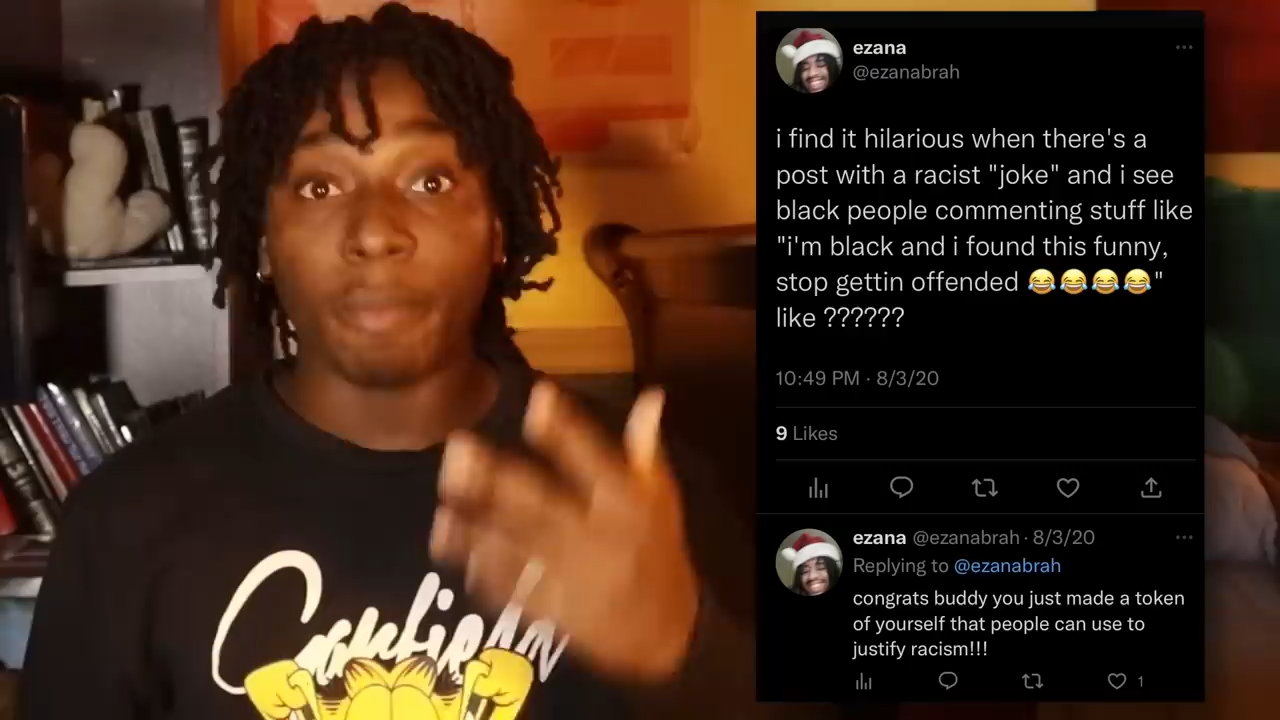 ezana
@ezanabrah
i find it hilarious when there's a
post with a racist "joke" and i see
black people commenting stuff like
"i'm black and i found this funny,
stop gettin offended 😂😂😂😂"
like ??????
10:49 PM · 8/3/20
9 Likes
ezana @ezanabrah · 8/3/20
Replying to @ezanabrah
congrats buddy you just made a token
of yourself that people can use to
justify racism!!!
1
Garfield